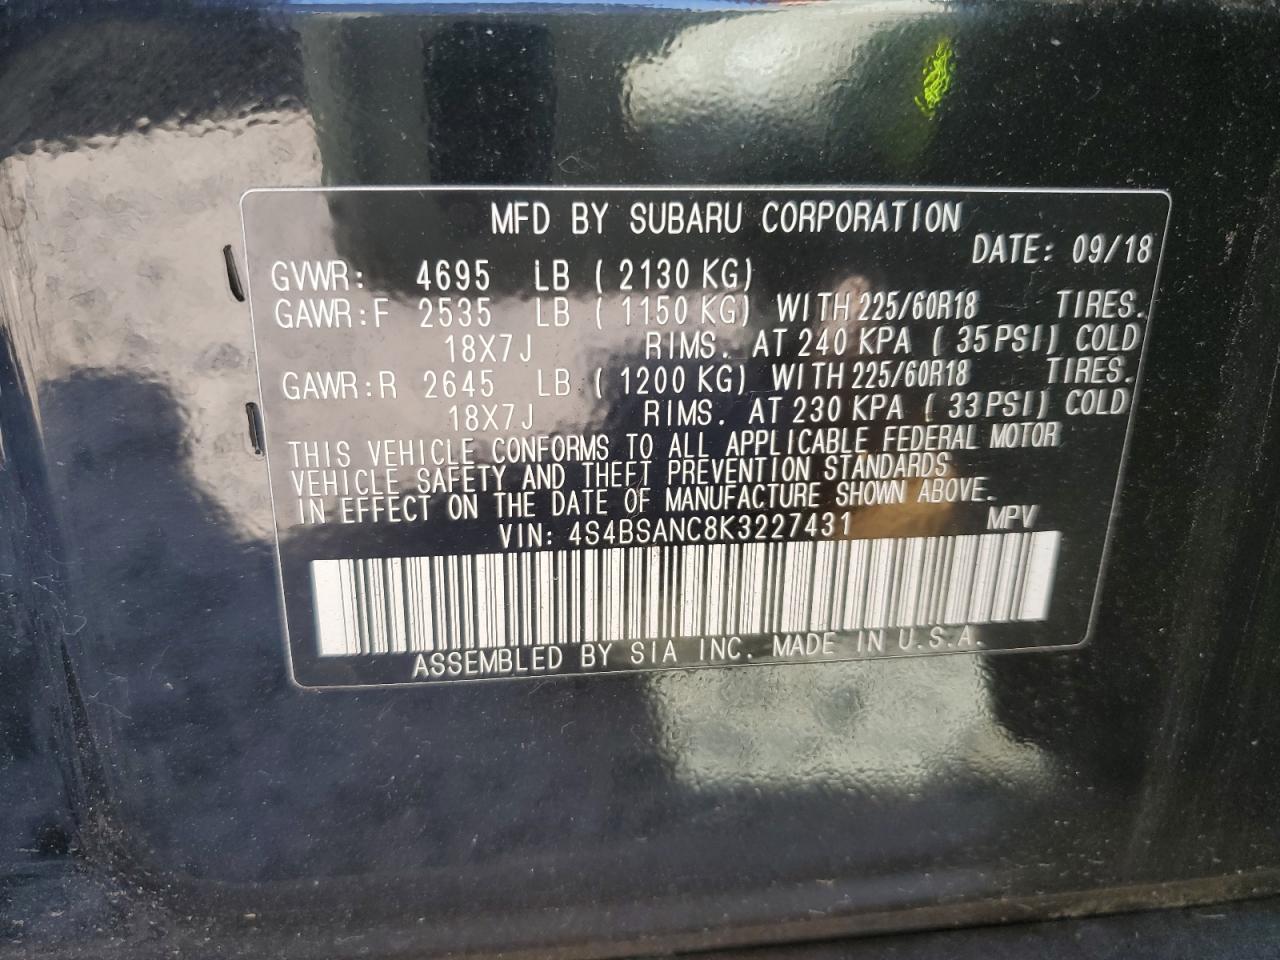 MFD BY SUBARU CORPORATION
DATE: 09/18
GVWR: 4695 LB ( 2130 KG)
GAWR:F 2535 LB ( 1150 KG) WITH 225/60R18 TIRES.
18X7J RIMS. AT 240 KPA ( 35 PSI) COLD
GAWR:R 2645 LB ( 1200 KG) WITH 225/60R18 TIRES.
18X7J RIMS. AT 230 KPA ( 33 PSI) COLD
THIS VEHICLE CONFORMS TO ALL APPLICABLE FEDERAL MOTOR
VEHICLE SAFETY AND THEFT PREVENTION STANDARDS
IN EFFECT ON THE DATE OF MANUFACTURE SHOWN ABOVE.
VIN: 4S4BSANC8K3227431 MPV
ASSEMBLED BY SIA INC. MADE IN U.S.A.